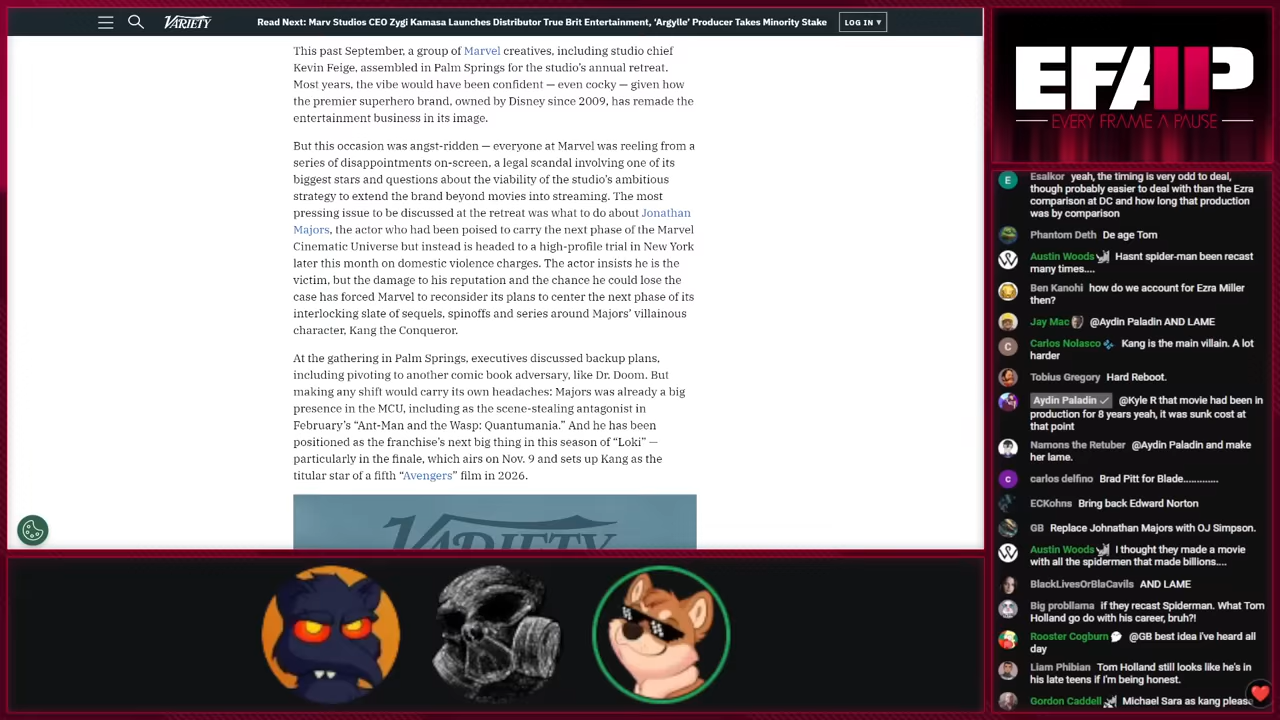 VARIETY
Read Next: Marv Studios CEO Zygi Kamasa Launches Distributor True Brit Entertainment, ‘Argylle’ Producer Takes Minority Stake
LOG IN ▾
This past September, a group of Marvel creatives, including studio chief
Kevin Feige, assembled in Palm Springs for the studio’s annual retreat.
Most years, the vibe would have been confident — even cocky — given how
the premier superhero brand, owned by Disney since 2009, has remade the
entertainment business in its image.
But this occasion was angst-ridden — everyone at Marvel was reeling from a
series of disappointments on-screen, a legal scandal involving one of its
biggest stars and questions about the viability of the studio’s ambitious
strategy to extend the brand beyond movies into streaming. The most
pressing issue to be discussed at the retreat was what to do about Jonathan
Majors, the actor who had been poised to carry the next phase of the Marvel
Cinematic Universe but instead is headed to a high-profile trial in New York
later this month on domestic violence charges. The actor insists he is the
victim, but the damage to his reputation and the chance he could lose the
case has forced Marvel to reconsider its plans to center the next phase of its
interlocking slate of sequels, spinoffs and series around Majors’ villainous
character, Kang the Conqueror.
At the gathering in Palm Springs, executives discussed backup plans,
including pivoting to another comic book adversary, like Dr. Doom. But
making any shift would carry its own headaches: Majors was already a big
presence in the MCU, including as the scene-stealing antagonist in
February’s “Ant-Man and the Wasp: Quantumania.” And he has been
positioned as the franchise’s next big thing in this season of “Loki” —
particularly in the finale, which airs on Nov. 9 and sets up Kang as the
titular star of a fifth “Avengers” film in 2026.
VARIETY
EFAP
EVERY FRAME A PAUSE
E
Esalkor yeah, the timing is very odd to deal,
though probably easier to deal with than the Ezra
comparison at DC and how long that production
was by comparison
Phantom Deth De age Tom
Austin Woods Hasnt spider-man been recast
many times....
Ben Kanohi how do we account for Ezra Miller
then?
Jay Mac @Aydin Paladin AND LAME
C
Carlos Nolasco Kang is the main villain. A lot
harder
Tobius Gregory Hard Reboot.
Aydin Paladin ✓ @Kyle R that movie had been in
production for 8 years yeah, it was sunk cost at
that point
Namons the Retuber @Aydin Paladin and make
her lame.
c
carlos delfino Brad Pitt for Blade.............
ECKohns Bring back Edward Norton
GB Replace Johnathan Majors with OJ Simpson.
Austin Woods I thought they made a movie
with all the spidermen that made billions....
BlackLivesOrBlaCavils AND LAME
Big probllama if they recast Spiderman. What Tom
Holland go do with his career, bruh?!
Rooster Cogburn @GB best idea i've heard all
day
Liam Phibian Tom Holland still looks like he's in
his late teens if I'm being honest.
Gordon Caddell Michael Sara as kang please